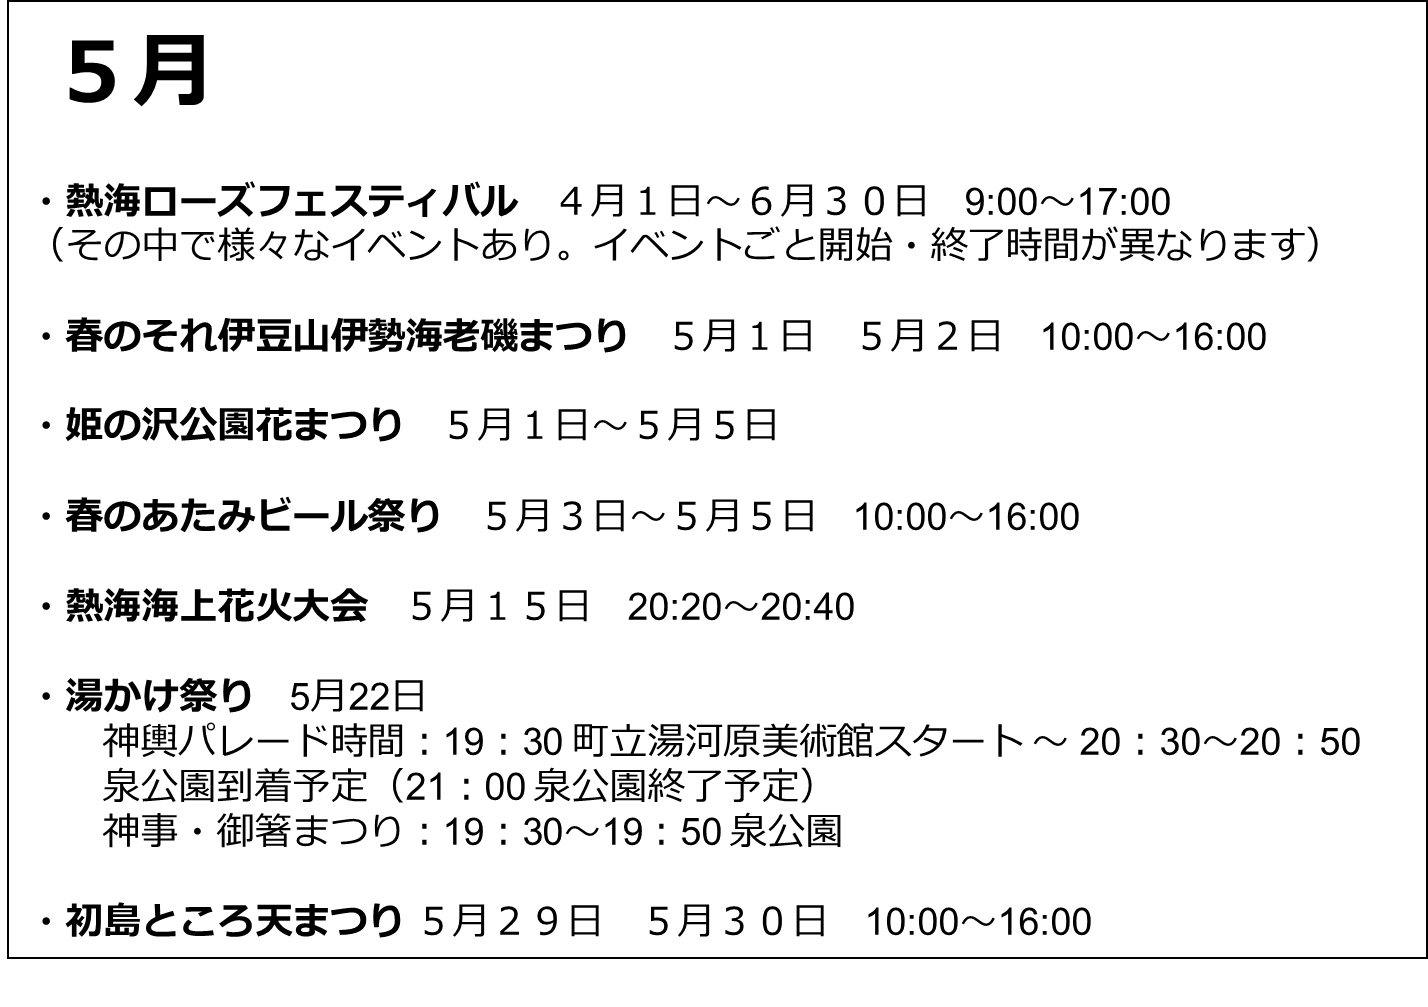 ５月
・熱海ローズフェスティバル　４月１日～６月３０日　9:00～17:00
（その中で様々なイベントあり。イベントごと開始・終了時間が異なります）
・春のそれ伊豆山伊勢海老磯まつり　５月１日　５月２日　10:00～16:00
・姫の沢公園花まつり　５月１日～５月５日
・春のあたみビール祭り　５月３日～５月５日　10:00～16:00
・熱海海上花火大会　５月１５日　20:20～20:40
・湯かけ祭り　5月22日
神輿パレード時間：19：30 町立湯河原美術館スタート ～ 20：30～20：50
泉公園到着予定（21：00 泉公園終了予定）
神事・御箸まつり：19：30～19：50 泉公園
・初島ところ天まつり ５月２９日　５月３０日　10:00～16:00